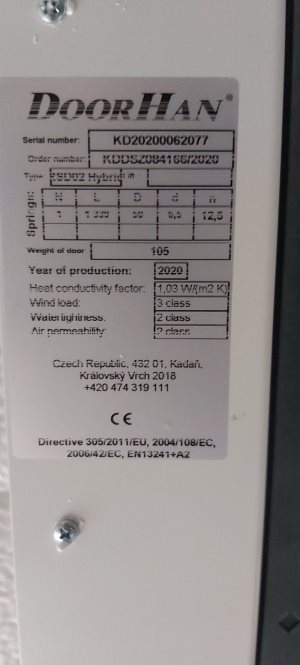 DOORHAN®
Serial number: KD20200062077
Order number: KDDSZ084166/2020
Type RSD02 Hybrid
Springs: N L D d n
1 50 5,5 12,5
Weight of door 105
Year of production: 2020
Heat conductivity factor: 1,03 W/(m2 K)
Wind load: 3 class
Watertightness: 2 class
Air permeability: 2 class
Czech Republic, 432 01, Kadaň,
Královský Vrch 2018
+420 474 319 111
CE
Directive 305/2011/EU, 2004/108/EC,
2006/42/EC, EN13241+A2